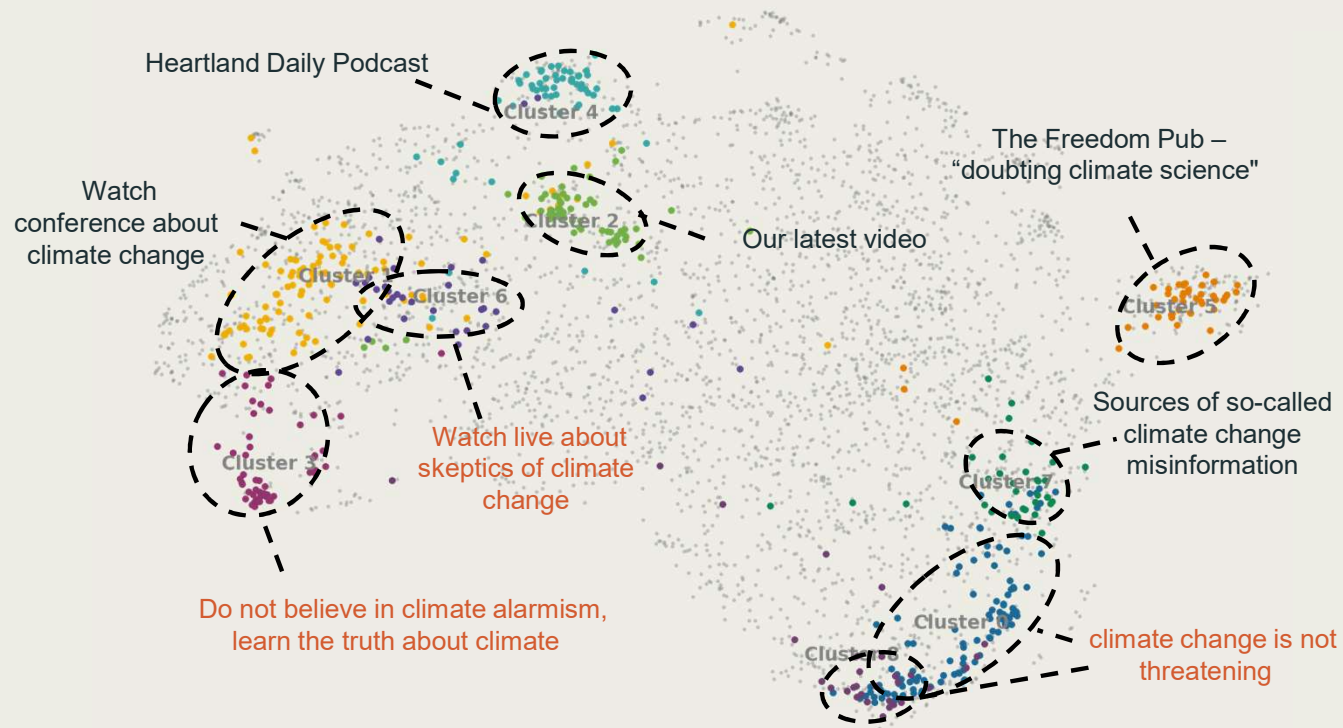 Heartland Daily Podcast
Cluster 4
The Freedom Pub –
“doubting climate science"
Watch
conference about
climate change
Cluster 2
Our latest video
Cluster 1
Cluster 6
Cluster 5
Sources of so-called
climate change
misinformation
Watch live about
skeptics of climate
change
Cluster 3
Cluster 7
Do not believe in climate alarmism,
learn the truth about climate
Cluster 0
climate change is not
threatening
Cluster 8